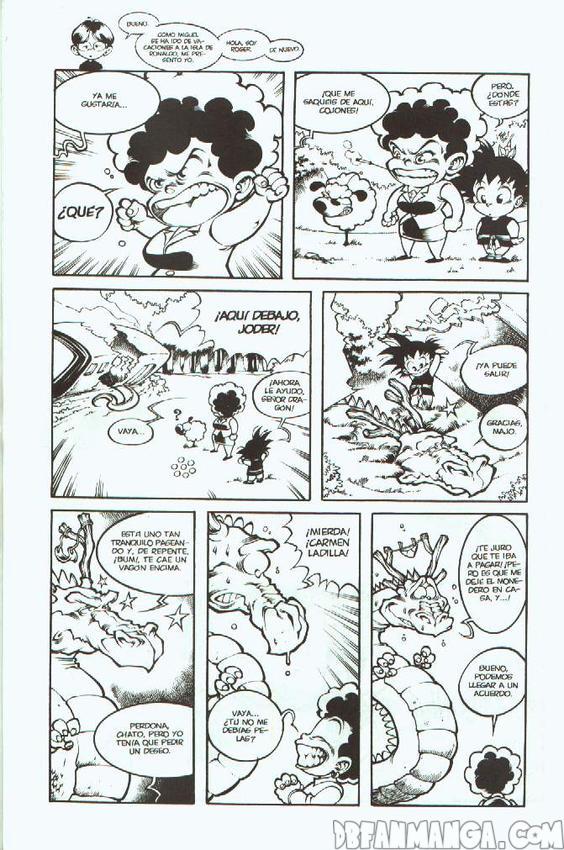 BUENO.
COMO MIGUEL
SE HA IDO DE VA-
CACIONES A LA ISLA DE
RONALDO, ME PRE-
SENTO YO.
HOLA, SOY
ROGER.
DE NUEVO.
YA ME
GUSTARÍA...
¿QUÉ?
¡QUE ME
SAQUEIS DE AQUÍ,
COJONES!
PERO,
¿DONDE
ESTÁS?
¡AQUÍ DEBAJO,
JODER!
VAYA...
¡AHORA
LE AYUDO,
SEÑOR DRA-
GÓN!
¡YA PUEDE
SALIR!
GRACIAS,
MAJO.
ESTÁ UNO TAN
TRANQUILO PASEAN-
DO Y, DE REPENTE,
¡BUM!, TE CAE UN
VAGON ENCIMA.
PERDONA,
CHATO, PERO YO
TENÍA QUE PEDIR
UN DESEO.
¡MIERDA!
¡CARMEN
LADILLA!
VAYA...
¿TÚ NO ME
DEBÍAS PE-
LAS?
¡TE JURO
QUE TE IBA
A PAGAR! ¡PE-
RO ES QUE ME
DEJÉ EL MONE-
DERO EN CA-
SA, Y...!
BUENO,
PODEMOS
LLEGAR A UN
ACUERDO.
DBFANMANGA.COM